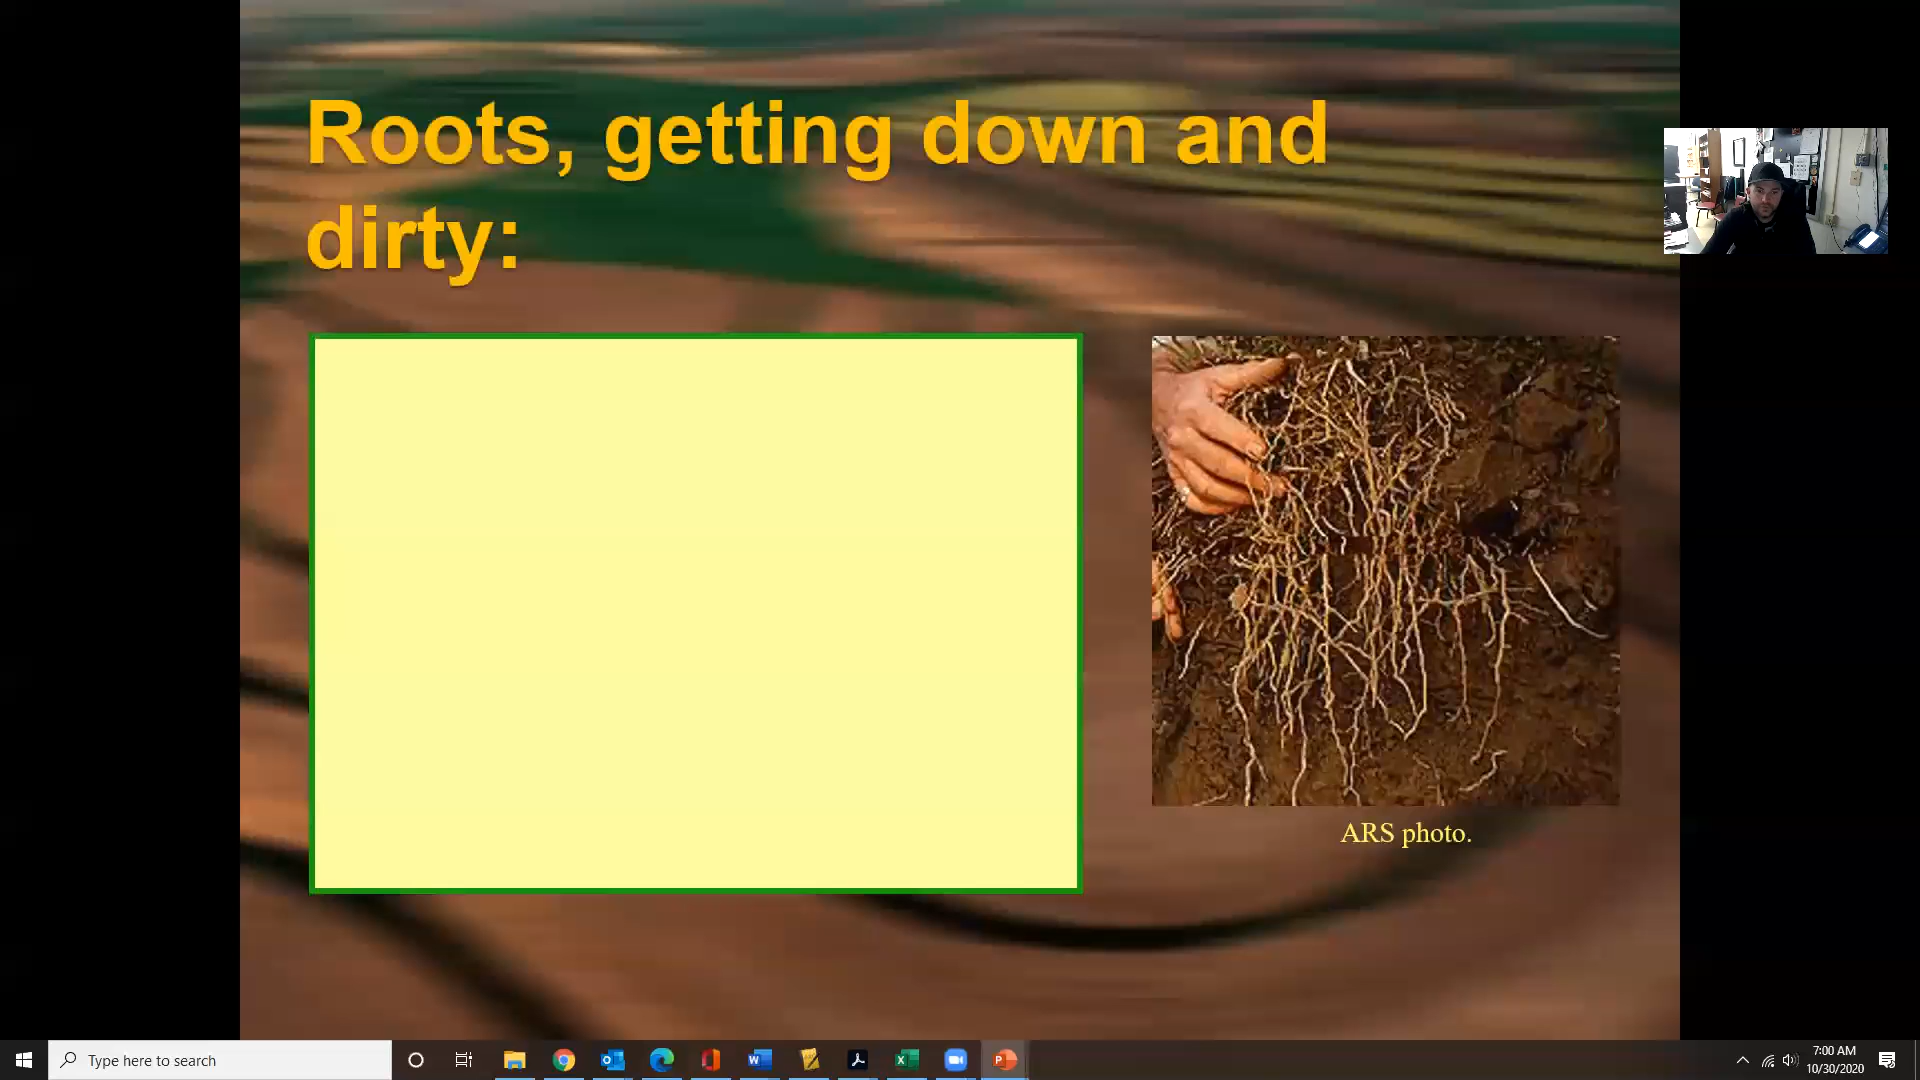 Roots, getting down and
dirty:
ARS photo.
Type here to search
7:00 AM
10/30/2020